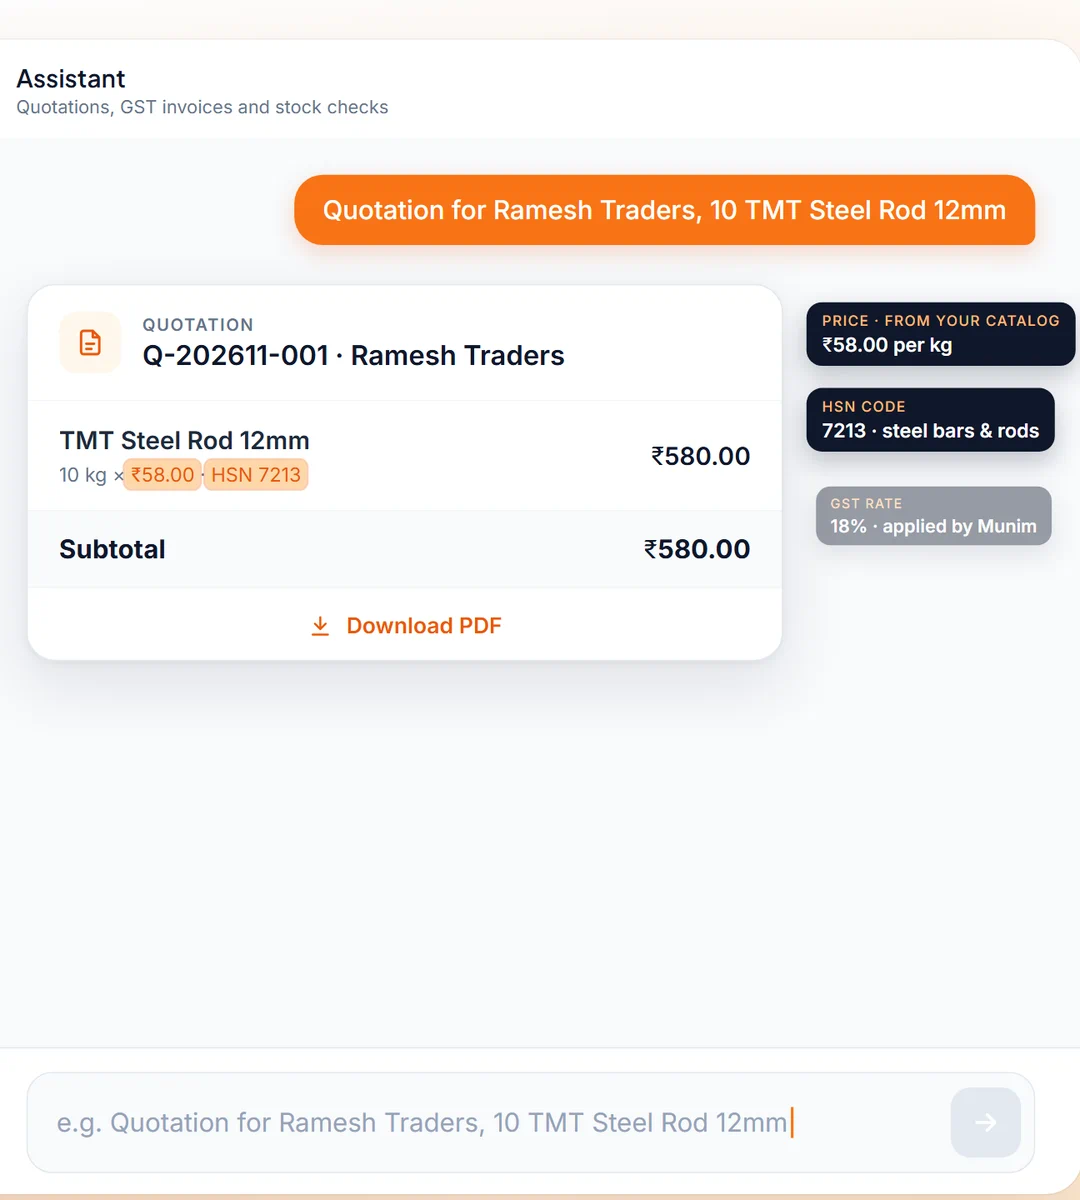 Assistant
Quotations, GST invoices and stock checks
Quotation for Ramesh Traders, 10 TMT Steel Rod 12mm
QUOTATION
Q-202611-001 · Ramesh Traders
TMT Steel Rod 12mm
10 kg × ₹58.00 · HSN 7213
₹580.00
Subtotal
₹580.00
Download PDF
PRICE · FROM YOUR CATALOG
₹58.00 per kg
HSN CODE
7213 · steel bars & rods
GST RATE
18% · applied by Munim
e.g. Quotation for Ramesh Traders, 10 TMT Steel Rod 12mm